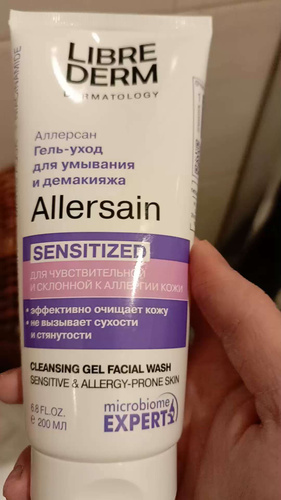 LIBRE
DERM
DERMATOLOGY
Аллерсан
Гель-уход
для умывания
и демакияжа
Allersain
SENSITIZED
для чувствительной
и склонной к аллергии кожи
• эффективно очищает кожу
• не вызывает сухости
и стянутости
CLEANSING GEL FACIAL WASH
SENSITIVE & ALLERGY-PRONE SKIN
6.8 FL.OZ.
℮ 200 МЛ
microbiome
EXPERT